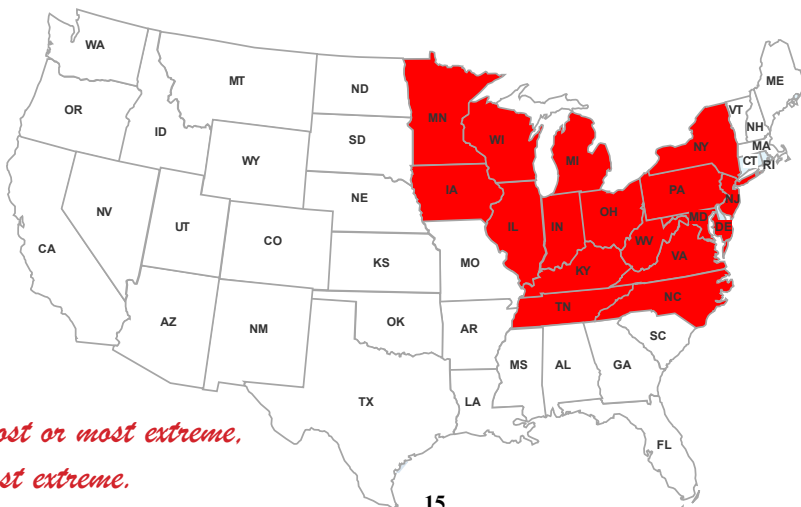 WA
ME
MT
ND
VT
OR
MN
NH
ID
WI
NY
MA
SD
CT
RI
WY
MI
PA
IA
NE
NJ
NV
OH
MD
IL
IN
DE
UT
WV
CO
VA
CA
KS
MO
KY
NC
TN
AZ
OK
NM
AR
SC
MS
AL
GA
TX
LA
ost or most extreme,
FL
st extreme.
15